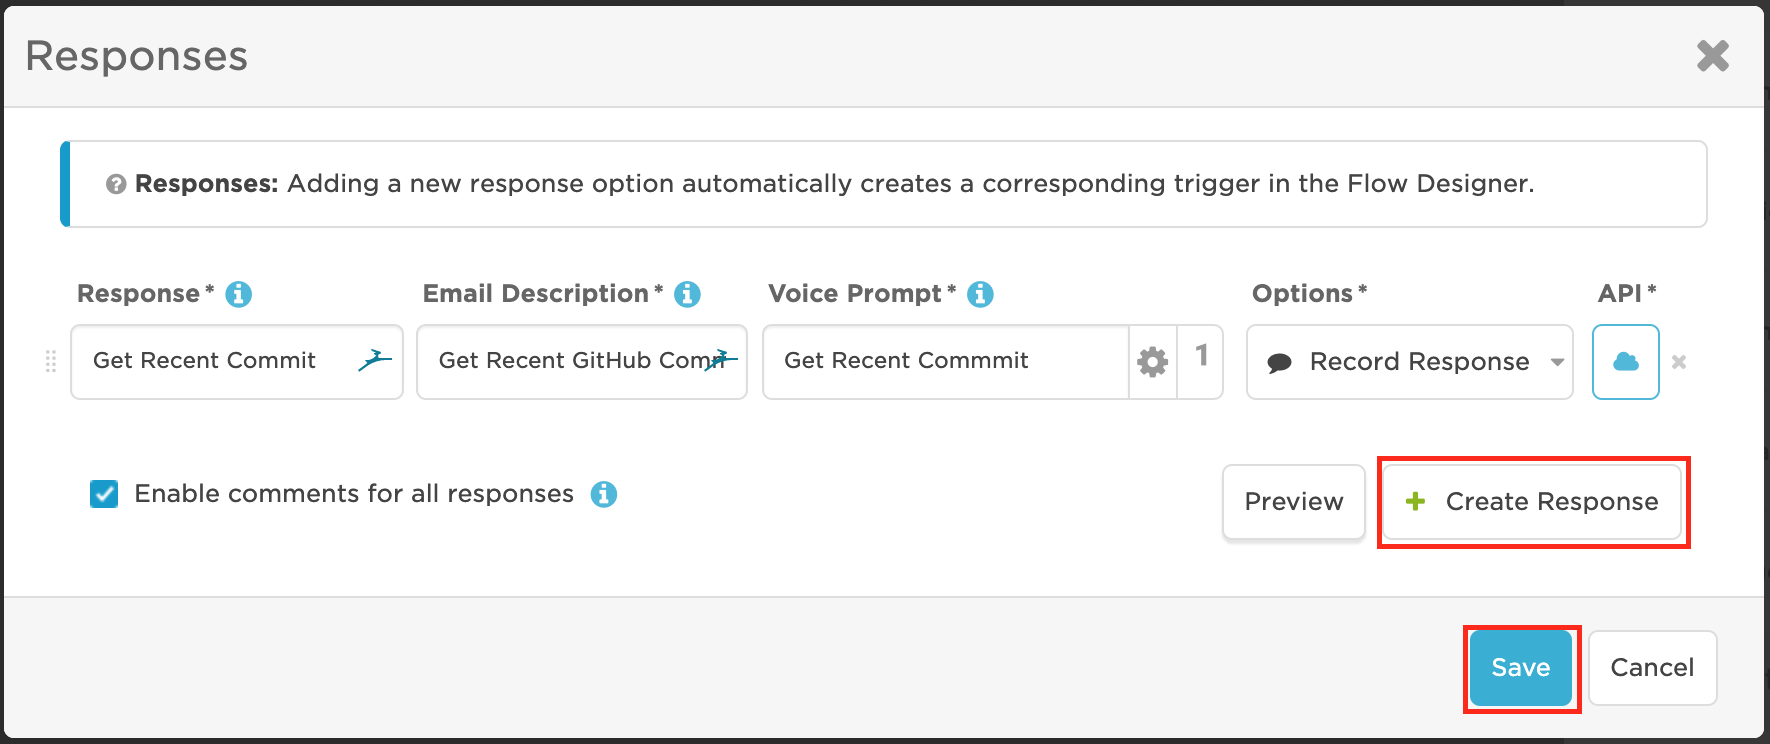 Responses
Responses: Adding a new response option automatically creates a corresponding trigger in the Flow Designer.
Response* Email Description* Voice Prompt* Options* API*
Get Recent Commit Get Recent GitHub Comm Get Recent Commmit 1 Record Response
Enable comments for all responses Preview Create Response
Save Cancel